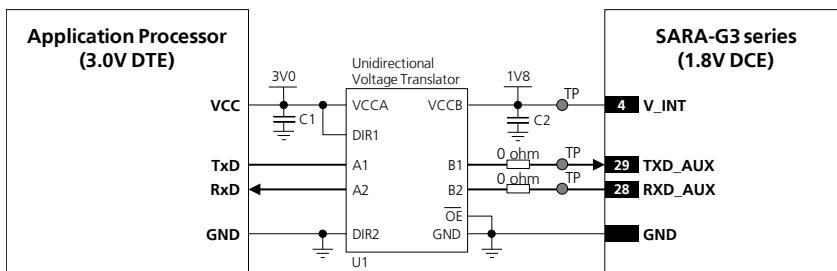 Application Processor
(3.0V DTE)
VCC
TxD
RxD
GND
3V0
C1
Unidirectional
Voltage Translator
VCCA
DIR1
A1
A2
DIR2
VCCB
B1
B2
OE
GND
U1
1V8
C2
TP
0 ohm
TP
0 ohm
TP
SARA-G3 series
(1.8V DCE)
4 V_INT
29 TXD_AUX
28 RXD_AUX
GND